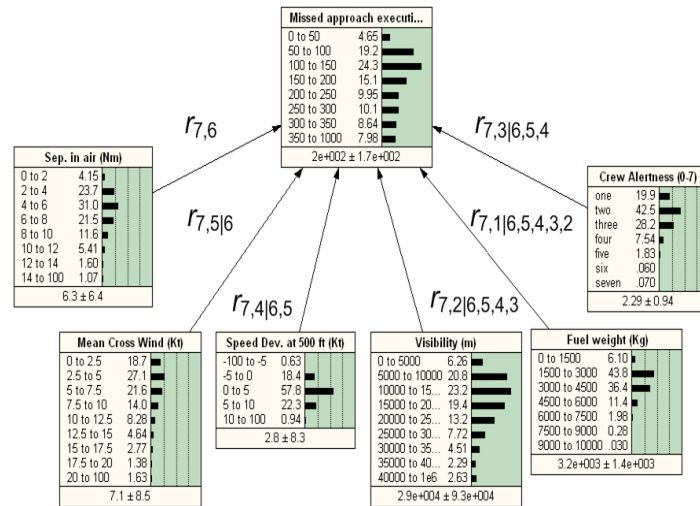 Missed approach executi...
0 to 50 4.65
50 to 100 19.2
100 to 150 24.3
150 to 200 15.1
200 to 250 9.95
250 to 300 10.1
300 to 350 8.64
350 to 1000 7.98
2e+002 ± 1.7e+002
r7,6
r7,3|6,5,4
Sep. in air (Nm)
0 to 2 4.15
2 to 4 23.7
4 to 6 31.0
6 to 8 21.5
8 to 10 11.6
10 to 12 5.41
12 to 14 1.60
14 to 100 1.07
6.3 ± 6.4
Crew Alertness (0-7)
one 19.9
two 42.5
three 28.2
four 7.54
five 1.83
six .060
seven .070
2.29 ± 0.94
r7,5|6
r7,1|6,5,4,3,2
r7,4|6,5
r7,2|6,5,4,3
Mean Cross Wind (Kt)
0 to 2.5 18.7
2.5 to 5 27.1
5 to 7.5 21.6
7.5 to 10 14.0
10 to 12.5 8.28
12.5 to 15 4.64
15 to 17.5 2.77
17.5 to 20 1.38
20 to 100 1.63
7.1 ± 8.5
Speed Dev. at 500 ft (Kt)
-100 to -5 0.63
-5 to 0 18.4
0 to 5 57.8
5 to 10 22.3
10 to 100 0.94
2.8 ± 8.3
Visibility (m)
0 to 5000 6.26
5000 to 10000 20.8
10000 to 15... 23.2
15000 to 20... 19.4
20000 to 25... 13.2
25000 to 30... 7.72
30000 to 35... 4.51
35000 to 40... 2.29
40000 to 1e6 2.63
2.9e+004 ± 9.3e+004
Fuel weight (Kg)
0 to 1500 6.10
1500 to 3000 43.8
3000 to 4500 36.4
4500 to 6000 11.4
6000 to 7500 1.98
7500 to 9000 0.28
9000 to 10000 .030
3.2e+003 ± 1.4e+003